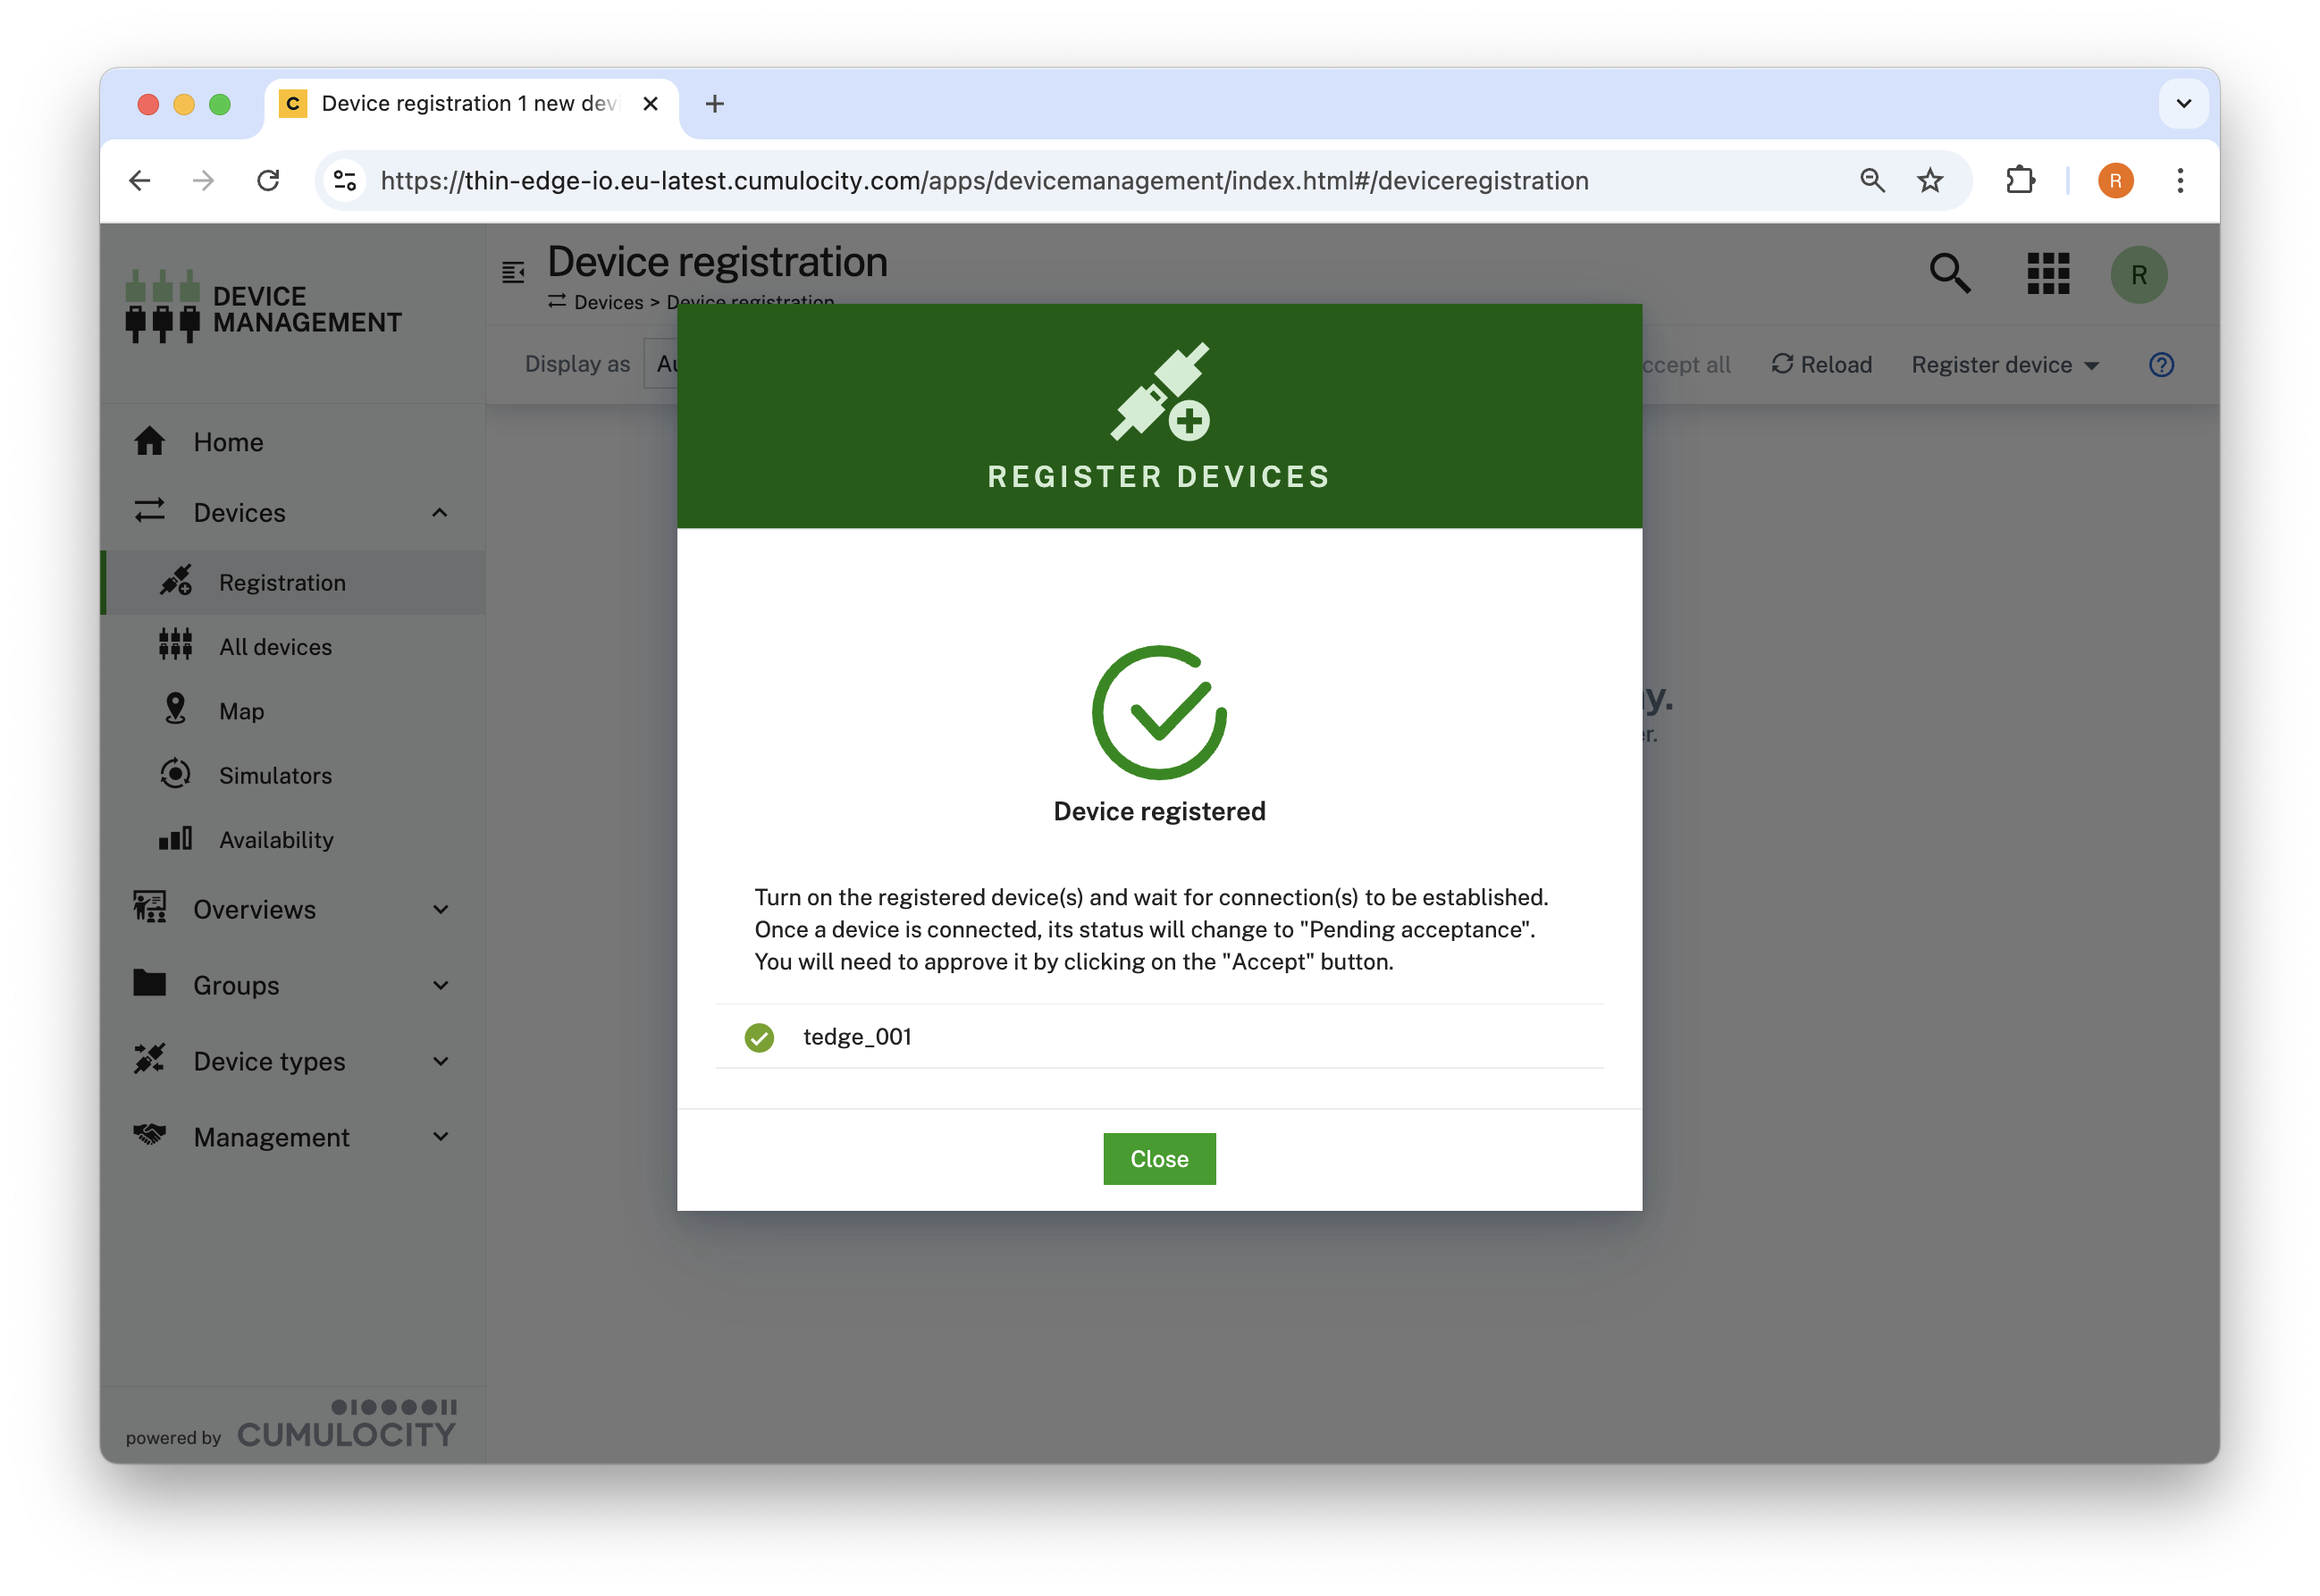 C Device registration 1 new dev
https://thin-edge-io.eu-latest.cumulocity.com/apps/devicemanagement/index.html#/deviceregistration
R
DEVICE
MANAGEMENT
Device registration
Devices > Device registration
R
Display as
Accept all
Reload
Register device
?
Home
Devices
Registration
All devices
Map
Simulators
Availability
Overviews
Groups
Device types
Management
powered by CUMULOCITY
REGISTER DEVICES
Device registered
Turn on the registered device(s) and wait for connection(s) to be established.
Once a device is connected, its status will change to "Pending acceptance".
You will need to approve it by clicking on the "Accept" button.
tedge_001
Close